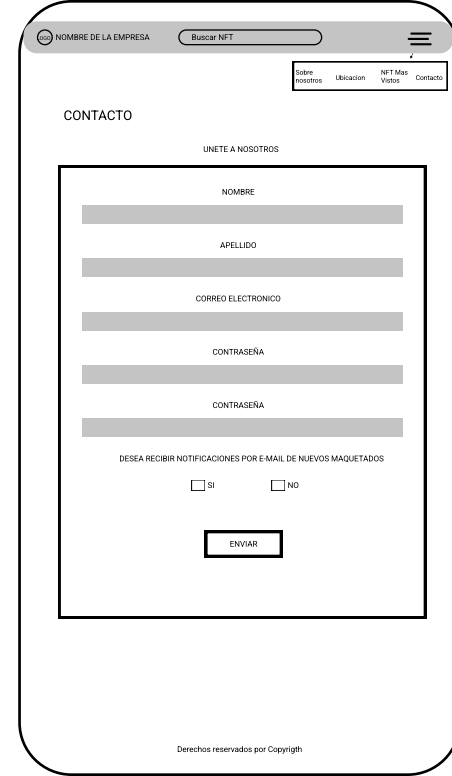 LOGO NOMBRE DE LA EMPRESA Buscar NFT
Sobre nosotros Ubicacion NFT Mas Vistos Contacto
CONTACTO
UNETE A NOSOTROS
NOMBRE
APELLIDO
CORREO ELECTRONICO
CONTRASEÑA
CONTRASEÑA
DESEA RECIBIR NOTIFICACIONES POR E-MAIL DE NUEVOS MAQUETADOS
SI NO
ENVIAR
Derechos reservados por Copyrigth